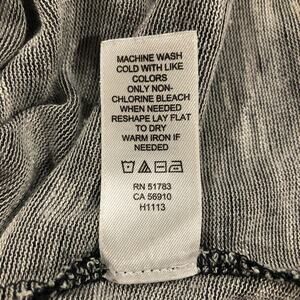 MACHINE WASH
COLD WITH LIKE
COLORS
ONLY NON-
CHLORINE BLEACH
WHEN NEEDED
RESHAPE LAY FLAT
TO DRY
WARM IRON IF
NEEDED
RN 51783
CA 56910
H1113